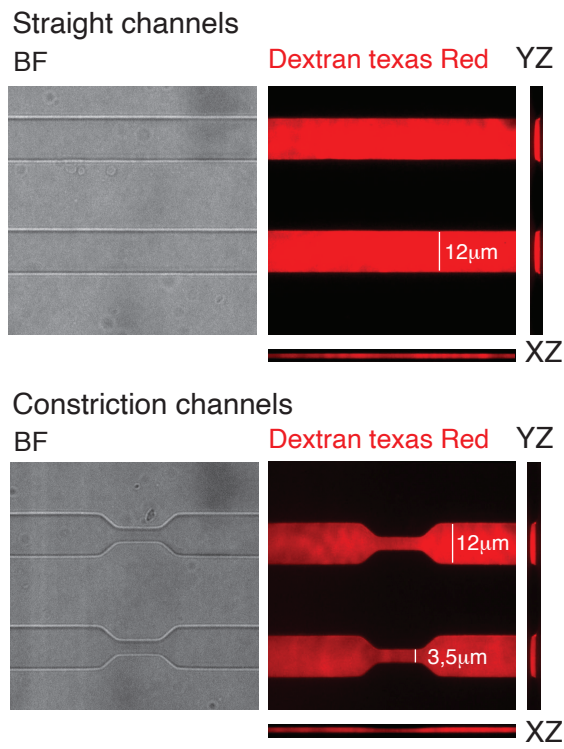 Straight channels
BF
Dextran texas Red
YZ
12µm
XZ
Constriction channels
BF
Dextran texas Red
YZ
12µm
3,5µm
XZ